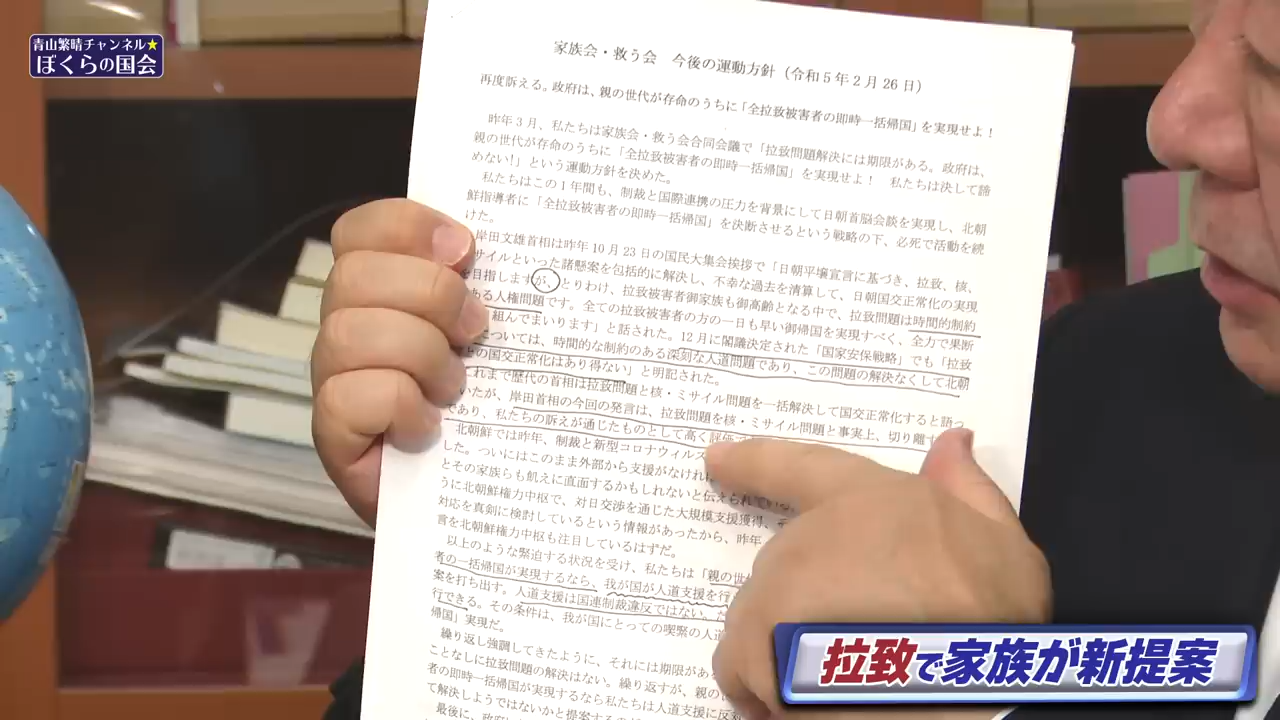 青山繁晴チャンネル★
ぼくらの国会
家族会・救う会 今後の運動方針（令和5年2月26日）
再度訴える。政府は、親の世代が存命のうちに「全拉致被害者の即時一括帰国」を実現せよ！
昨年3月、私たちは家族会・救う会合同会議で「拉致問題解決には期限がある。政府は、
親の世代が存命のうちに「全拉致被害者の即時一括帰国」を実現せよ！ 私たちは決して諦
めない!」という運動方針を決めた。
私たちはこの1年間も、制裁と国際連携の圧力を背景にして日朝首脳会談を実現し、北朝
鮮指導者に「全拉致被害者の即時一括帰国」を決断させるという戦略の下、必死で活動を続
けた。
岸田文雄首相は昨年10月23日の国民大集会挨拶で「日朝平壌宣言に基づき、拉致、核、
サイルといった諸懸案を包括的に解決し、不幸な過去を清算して、日朝国交正常化の実現
を目指しますが、とりわけ、拉致被害者御家族も御高齢となる中で、拉致問題は時間的制約
ある人権問題です。全ての拉致被害者の方の一日も早い御帰国を実現すべく、全力で果断
組んでまいります」と話された。12月に閣議決定された「国家安保戦略」でも「拉致
については、時間的な制約のある深刻な人道問題であり、この問題の解決なくして北朝
との国交正常化はあり得ない」と明記された。
これまで歴代の首相は拉致問題と核・ミサイル問題を一括解決して国交正常化すると語っ
いたが、岸田首相の今回の発言は、拉致問題を核・ミサイル問題と事実上、切り離す
であり、私たちの訴えが通じたものとして高く評価
北朝鮮では昨年、制裁と新型コロナウィルス
した。ついにはこのまま外部から支援がなければ
とその家族らも飢えに直面するかもしれないと伝えられている。
うに北朝鮮権力中枢で、対日交渉を通じた大規模支援獲得、
対応を真剣に検討しているという情報があったから、昨年
言を北朝鮮権力中枢も注目しているはずだ。
以上のような緊迫する状況を受け、私たちは「親の世
者の一括帰国が実現するなら、我が国が人道支援を行
案を打ち出す。人道支援は国連制裁違反ではない。
行できる。その条件は、我が国にとっての喫緊の人道
帰国」実現だ。
繰り返し強調してきたように、それには期限がある
ことなしに拉致問題の解決はない。繰り返すが、親の
者の即時一括帰国が実現するなら私たちは人道支援に反
て解決しようではないかと提案する
最後に、政府
拉致で家族が新提案